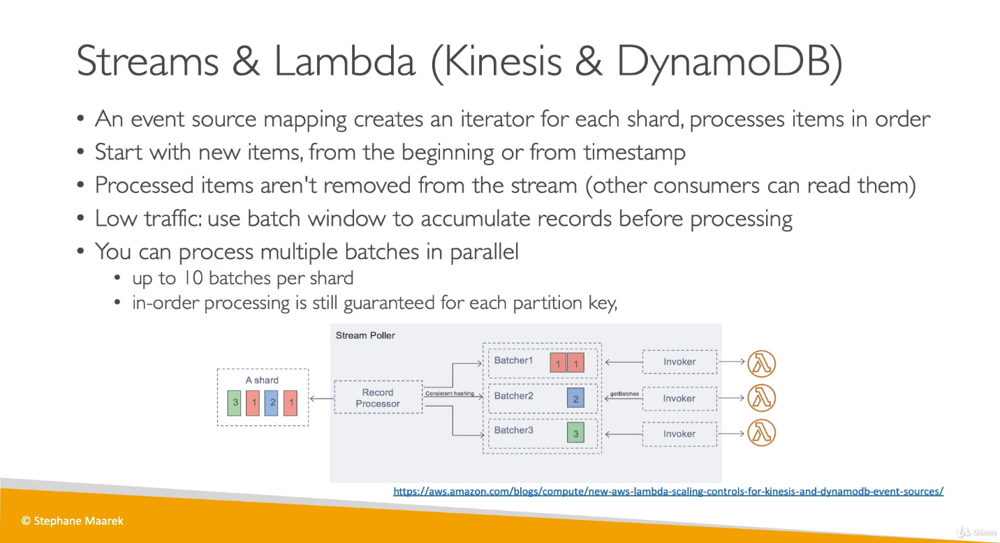 Streams & Lambda (Kinesis & DynamoDB)
• An event source mapping creates an iterator for each shard, processes items in order
• Start with new items, from the beginning or from timestamp
• Processed items aren't removed from the stream (other consumers can read them)
• Low traffic: use batch window to accumulate records before processing
• You can process multiple batches in parallel
• up to 10 batches per shard
• in-order processing is still guaranteed for each partition key,
Stream Poller
A shard
3 1 2 1
Record
Processor
Consistent hashing
Batcher1
1 1
Batcher2
2
Batcher3
3
getBatches
Invoker
Invoker
Invoker
https://aws.amazon.com/blogs/compute/new-aws-lambda-scaling-controls-for-kinesis-and-dynamodb-event-sources/
© Stephane Maarek
Udemy